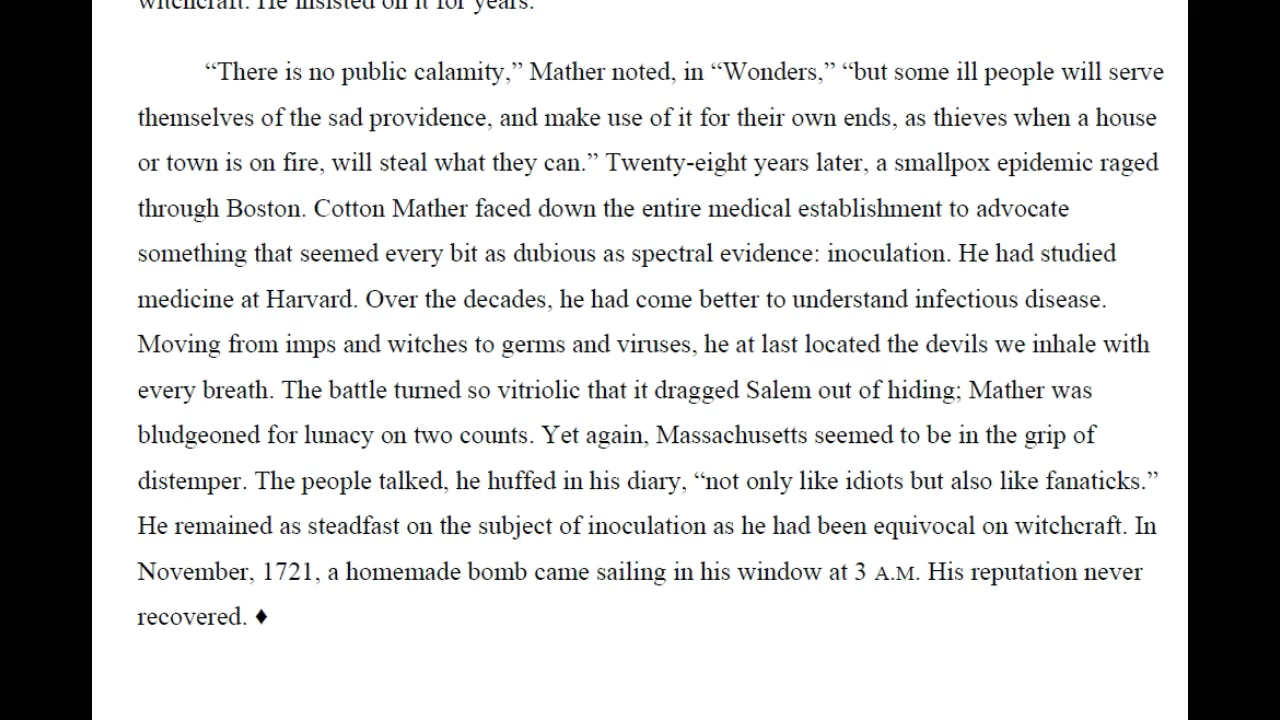 witchcraft. He insisted on it for years.
“There is no public calamity,” Mather noted, in “Wonders,” “but some ill people will serve
themselves of the sad providence, and make use of it for their own ends, as thieves when a house
or town is on fire, will steal what they can.” Twenty-eight years later, a smallpox epidemic raged
through Boston. Cotton Mather faced down the entire medical establishment to advocate
something that seemed every bit as dubious as spectral evidence: inoculation. He had studied
medicine at Harvard. Over the decades, he had come better to understand infectious disease.
Moving from imps and witches to germs and viruses, he at last located the devils we inhale with
every breath. The battle turned so vitriolic that it dragged Salem out of hiding; Mather was
bludgeoned for lunacy on two counts. Yet again, Massachusetts seemed to be in the grip of
distemper. The people talked, he huffed in his diary, “not only like idiots but also like fanaticks.”
He remained as steadfast on the subject of inoculation as he had been equivocal on witchcraft. In
November, 1721, a homemade bomb came sailing in his window at 3 A.M. His reputation never
recovered. ♦